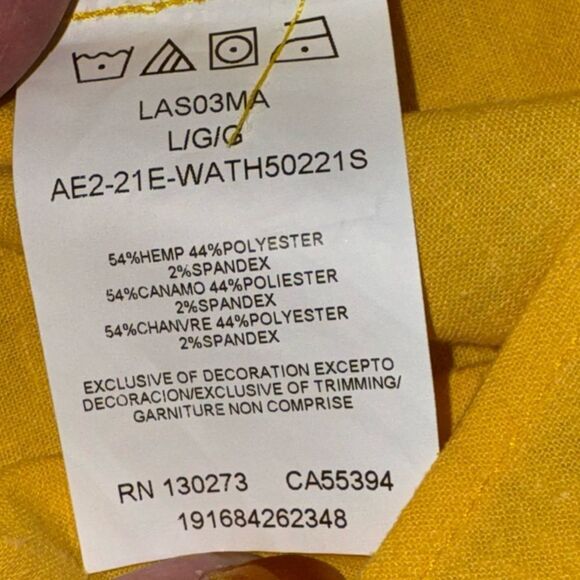 LAS03MA
L/G/G
AE2-21E-WATH50221S
54%HEMP 44%POLYESTER
2%SPANDEX
54%CANAMO 44%POLIESTER
2%SPANDEX
54%CHANVRE 44%POLYESTER
2%SPANDEX
EXCLUSIVE OF DECORATION EXCEPTO
DECORACION/EXCLUSIVE OF TRIMMING/
GARNITURE NON COMPRISE
RN 130273 CA55394
191684262348